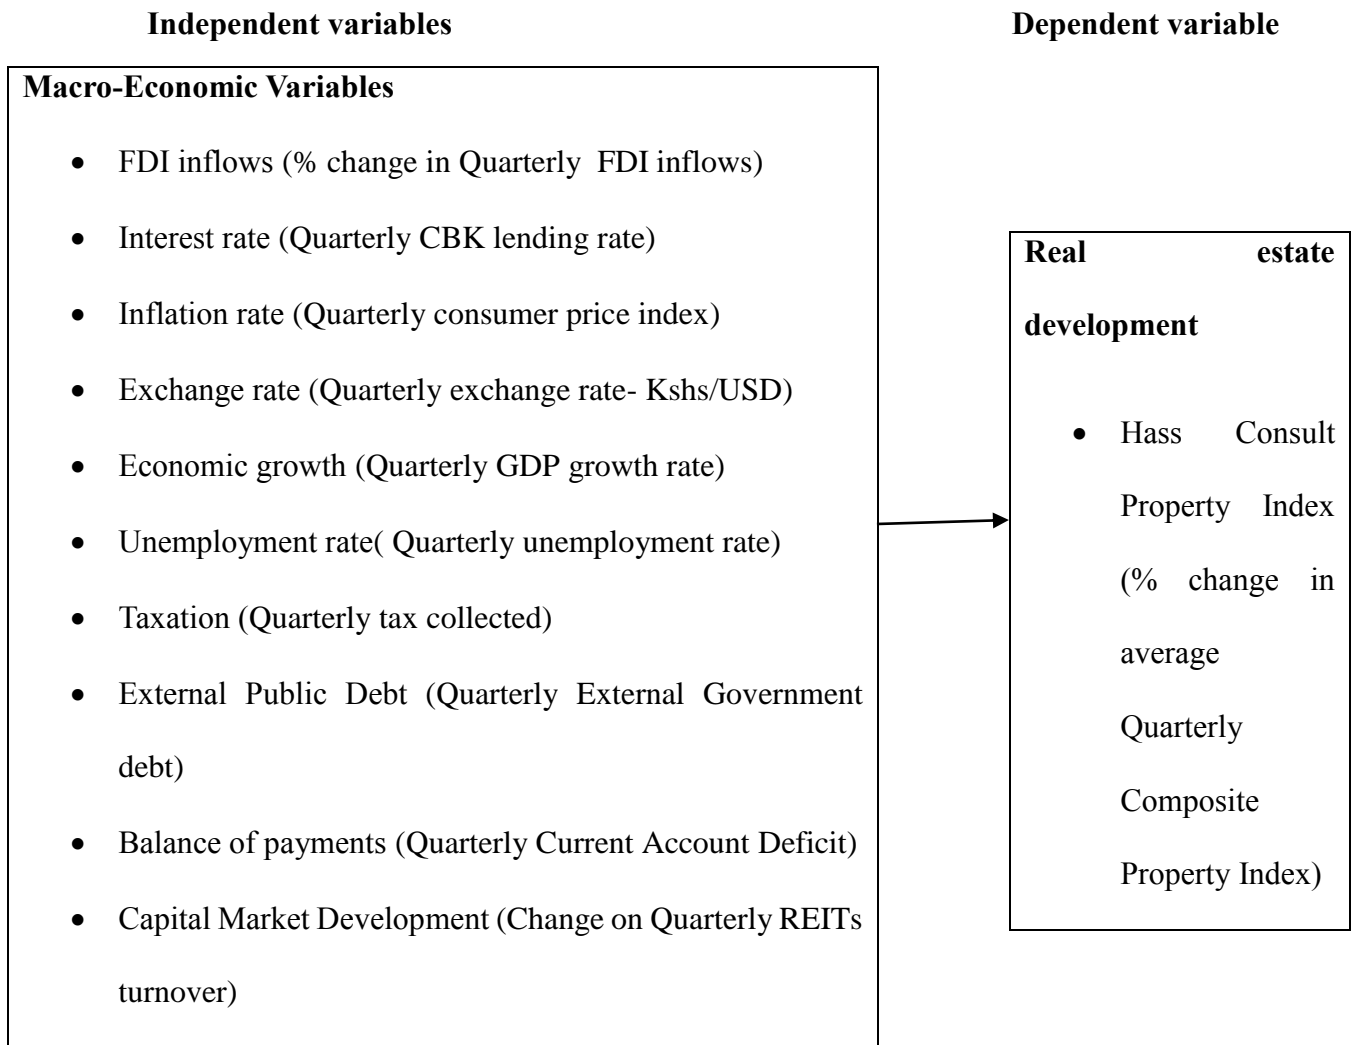 Independent variables
Dependent variable
Macro-Economic Variables
• FDI inflows (% change in Quarterly FDI inflows)
• Interest rate (Quarterly CBK lending rate)
• Inflation rate (Quarterly consumer price index)
• Exchange rate (Quarterly exchange rate- Kshs/USD)
• Economic growth (Quarterly GDP growth rate)
• Unemployment rate( Quarterly unemployment rate)
• Taxation (Quarterly tax collected)
• External Public Debt (Quarterly External Government
debt)
• Balance of payments (Quarterly Current Account Deficit)
• Capital Market Development (Change on Quarterly REITs
turnover)
Real estate
development
• Hass Consult
Property Index
(% change in
average
Quarterly
Composite
Property Index)